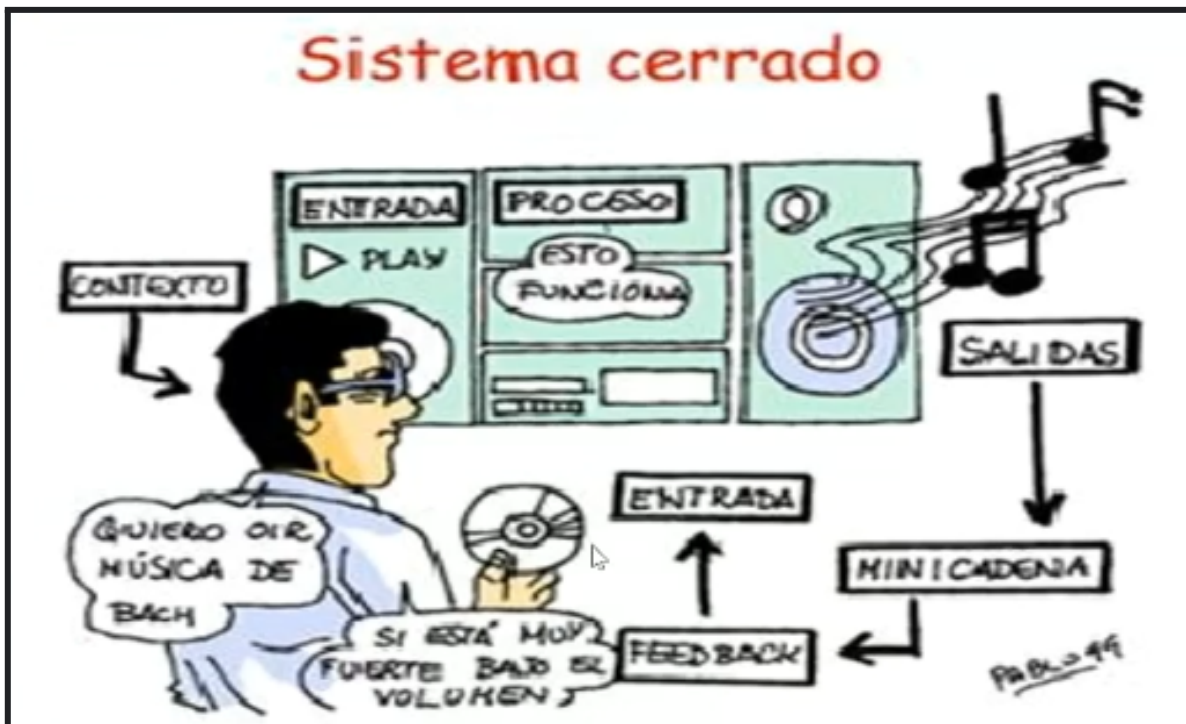 Sistema cerrado
ENTRADA
PROCESO
PLAY
ESTO
FUNCIONA
CONTEXTO
SALIDAS
QUIERO OIR
MÚSICA DE
BACH
ENTRADA
MINICADENA
SI ESTÁ MUY
FUERTE BAJO EL
VOLUMEN
FEEDBACK
PABLO 99